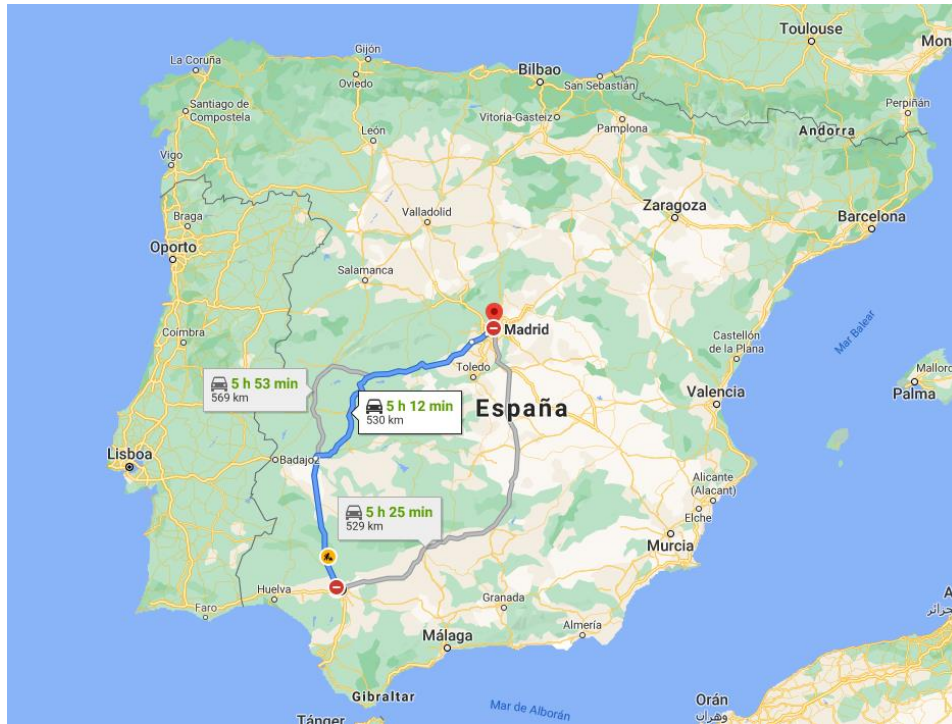 Toulouse
Mon
Gijón
La Coruña
Oviedo
Bilbao
San Sebastián
Santiago de
Compostela
Vitoria-Gasteiz
Pamplona
Perpiñán
León
Andorra
Vigo
Braga
Valladolid
Zaragoza
Barcelona
Oporto
Salamanca
Coímbra
Madrid
Castellón
de la Plana
Mar Balear
Toledo
5 h 53 min
569 km
5 h 12 min
530 km
España
Valencia
Mallorc
Palma
Lisboa
Badajoz
Alicante
(Alacant)
Elche
5 h 25 min
529 km
Murcia
Huelva
Faro
Granada
Almería
Málaga
Gibraltar
Mar de Alborán
Tánger
Orán
وهران
A
الجزائر